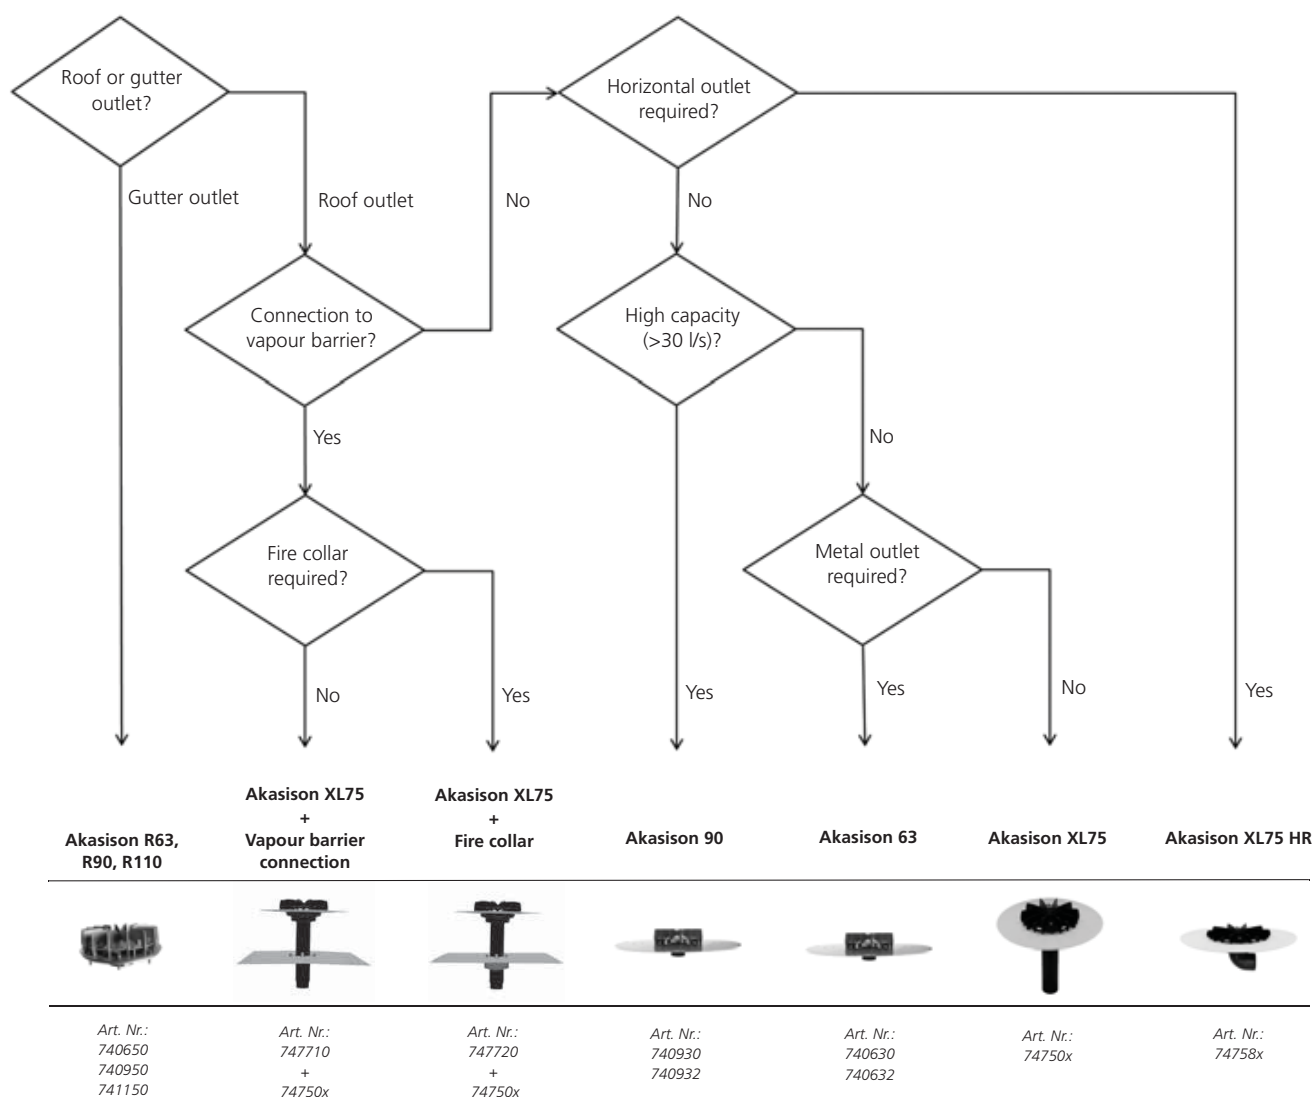 Roof or gutter
outlet?
Horizontal outlet
required?
Gutter outlet
Roof outlet
No
No
Connection to
vapour barrier?
High capacity
(>30 l/s)?
Yes
No
Fire collar
required?
Metal outlet
required?
No
Yes
Yes
Yes
No
Yes
Akasison R63,
R90, R110
Akasison XL75
+
Vapour barrier
connection
Akasison XL75
+
Fire collar
Akasison 90
Akasison 63
Akasison XL75
Akasison XL75 HR
Art. Nr.:
740650
740950
741150
Art. Nr.:
747710
+
74750x
Art. Nr.:
747720
+
74750x
Art. Nr.:
740930
740932
Art. Nr.:
740630
740632
Art. Nr.:
74750x
Art. Nr.:
74758x